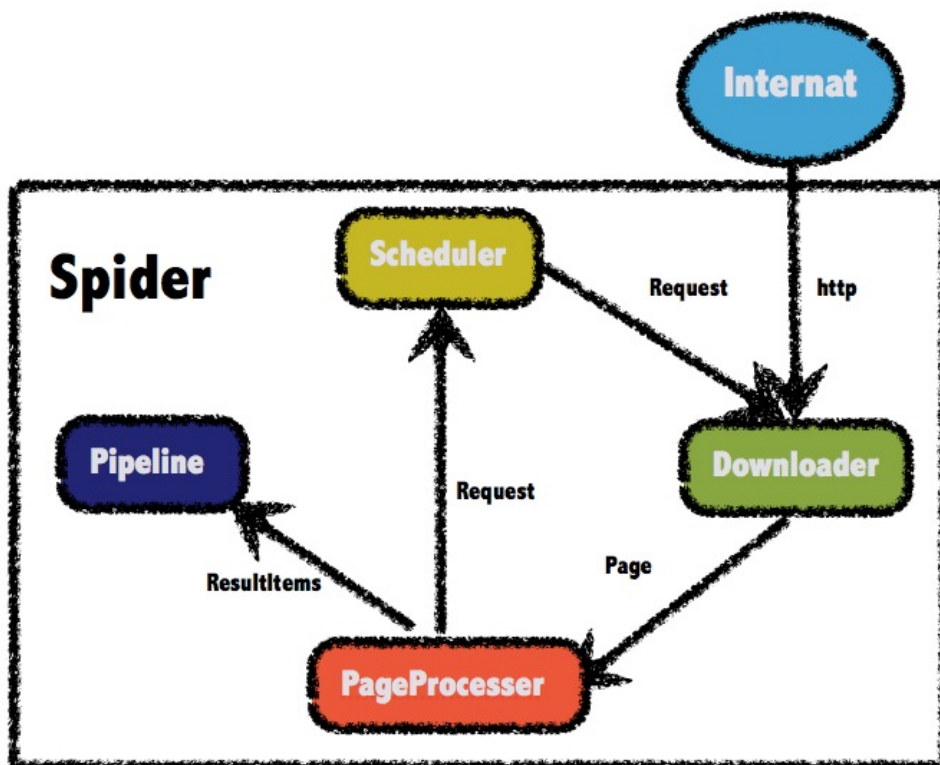 Internat
Spider
Scheduler
Request
http
Pipeline
Downloader
Request
Page
ResultItems
PageProcesser